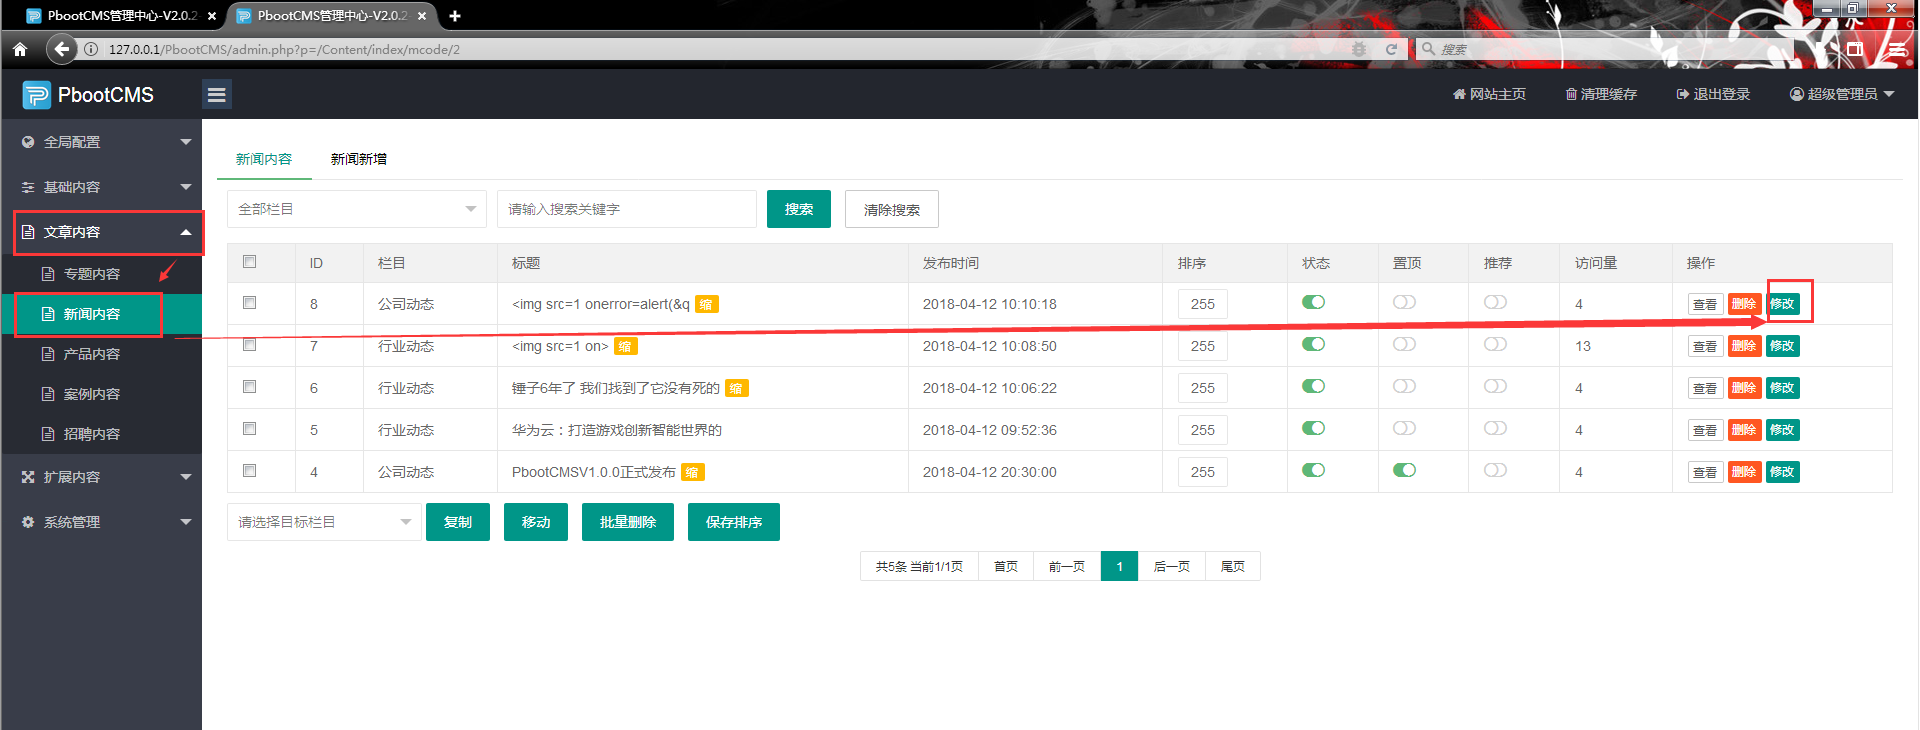 PbootCMS管理中心-V2.0.2 PbootCMS管理中心-V2.0.2
127.0.0.1/PbootCMS/admin.php?p=/Content/index/mcode/2 搜索
PbootCMS 网站主页 清理缓存 退出登录 超级管理员
全局配置
基础内容
文章内容
专题内容
新闻内容
产品内容
案例内容
招聘内容
扩展内容
系统管理
新闻内容 新闻新增
全部栏目 请输入搜索关键字 搜索 清除搜索
ID 栏目 标题 发布时间 排序 状态 置顶 推荐 访问量 操作
8 公司动态 <img src=1 onerror=alert(&q 缩 2018-04-12 10:10:18 255 4 查看 删除 修改
7 行业动态 <img src=1 on> 缩 2018-04-12 10:08:50 255 13 查看 删除 修改
6 行业动态 锤子6年了 我们找到了它没有死的 缩 2018-04-12 10:06:22 255 4 查看 删除 修改
5 行业动态 华为云：打造游戏创新智能世界的 2018-04-12 09:52:36 255 4 查看 删除 修改
4 公司动态 PbootCMSV1.0.0正式发布 缩 2018-04-12 20:30:00 255 4 查看 删除 修改
请选择目标栏目 复制 移动 批量删除 保存排序
共5条 当前1/1页 首页 前一页 1 后一页 尾页